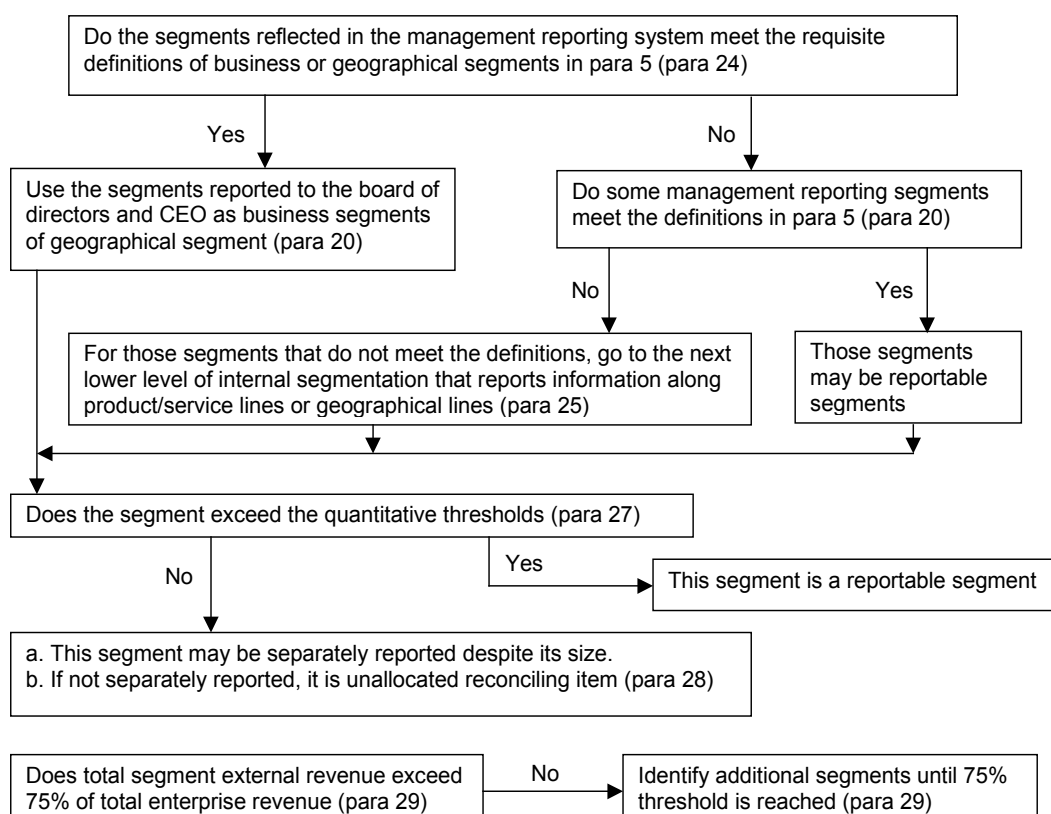 Do the segments reflected in the management reporting system meet the requisite
definitions of business or geographical segments in para 5 (para 24)
Yes
No
Use the segments reported to the board of
directors and CEO as business segments
of geographical segment (para 20)
Do some management reporting segments
meet the definitions in para 5 (para 20)
No
Yes
For those segments that do not meet the definitions, go to the next
lower level of internal segmentation that reports information along
product/service lines or geographical lines (para 25)
Those segments
may be reportable
segments
Does the segment exceed the quantitative thresholds (para 27)
No
Yes
This segment is a reportable segment
a. This segment may be separately reported despite its size.
b. If not separately reported, it is unallocated reconciling item (para 28)
Does total segment external revenue exceed
75% of total enterprise revenue (para 29)
No
Identify additional segments until 75%
threshold is reached (para 29)